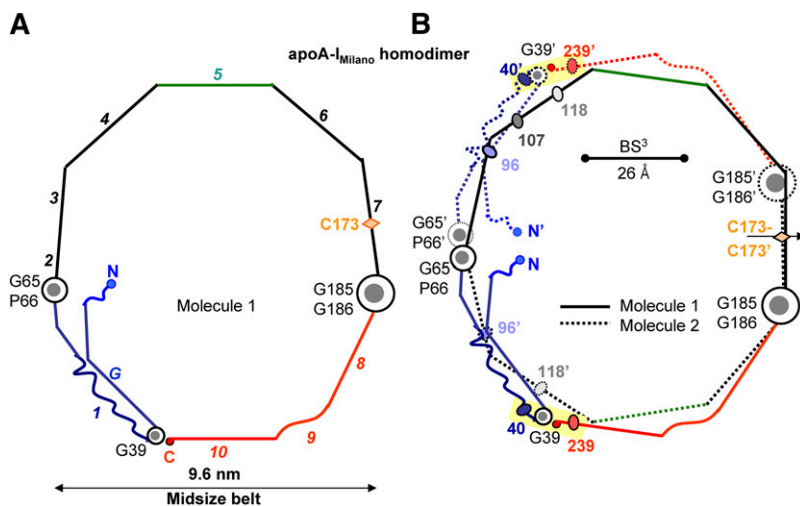 A
B
apoA-I Milano homodimer
5
4
6
3
7
C173
2
G65
P66
N
Molecule 1
G185
G186
G
8
1
G39
C
10
9
9.6 nm
Midsize belt
G39'
239'
40'
118
107
96
BS³
26 Å
G185'
G186'
G65'
P66'
N'
C173-
C173'
G65
P66
N
G185
G186
Molecule 1
Molecule 2
96'
118'
40
G39
239